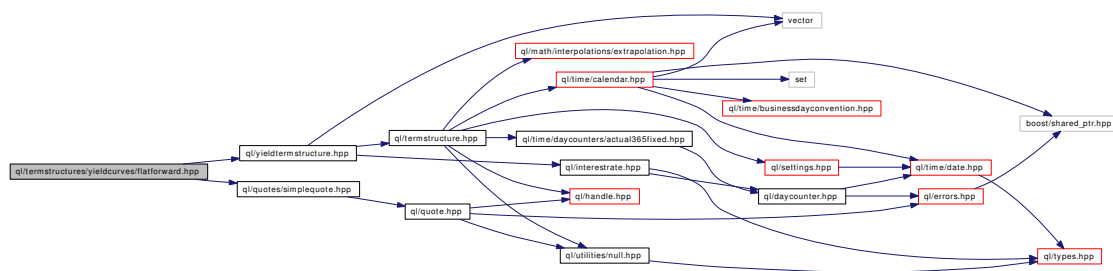 vector
ql/math/interpolations/extrapolation.hpp
ql/time/calendar.hpp
set
ql/time/businessdayconvention.hpp
boost/shared_ptr.hpp
ql/termstructure.hpp
ql/time/daycounters/actual365fixed.hpp
ql/yieldtermstructure.hpp
ql/interestrate.hpp
ql/settings.hpp
ql/time/date.hpp
ql/termstructures/yieldcurves/flatforward.hpp
ql/quotes/simplequote.hpp
ql/handle.hpp
ql/daycounter.hpp
ql/errors.hpp
ql/quote.hpp
ql/utilities/null.hpp
ql/types.hpp